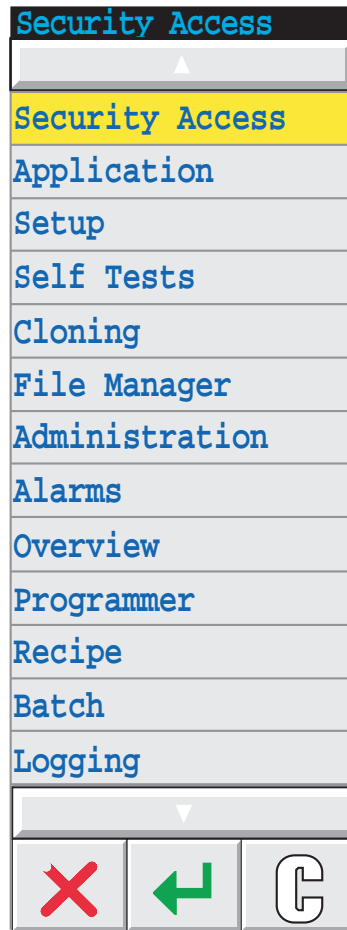 Security Access
Security Access
Application
Setup
Self Tests
Cloning
File Manager
Administration
Alarms
Overview
Programmer
Recipe
Batch
Logging
C